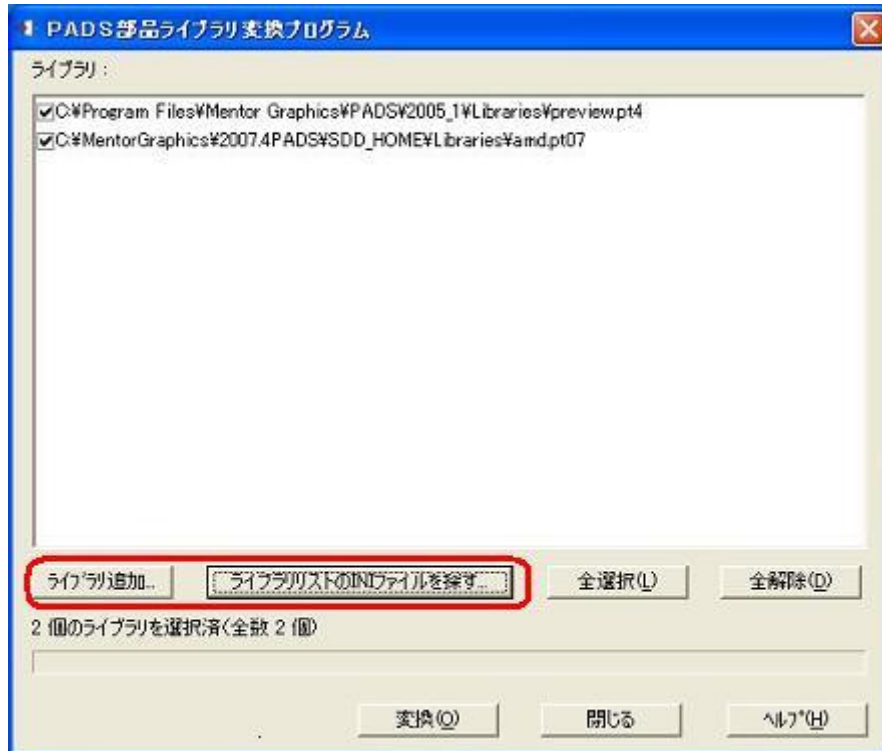 PADS部品ライブラリ変換プログラム
ライブラリ:
C:¥Program Files¥Mentor Graphics¥PADS¥2005_1¥Libraries¥preview.pt4
C:¥MentorGraphics¥2007.4PADS¥SDD_HOME¥Libraries¥amd.pt07
ライブラリ追加... ライブラリリストのINIファイルを探す... 全選択(L) 全解除(D)
2 個のライブラリを選択済(全数 2 個)
変換(O) 閉じる ヘルプ(H)